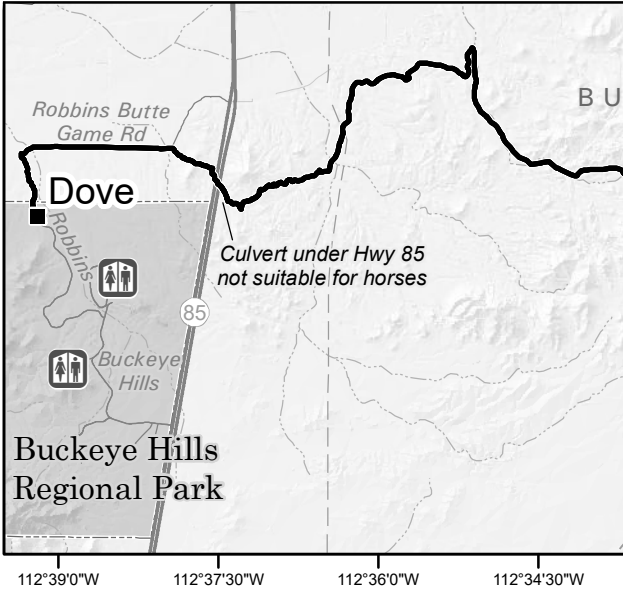 Robbins Butte
Game Rd
B U
Dove
Robbins
Culvert under Hwy 85
not suitable for horses
85
Buckeye
Hills
Buckeye Hills
Regional Park
112°39'0"W
112°37'30"W
112°36'0"W
112°34'30"W